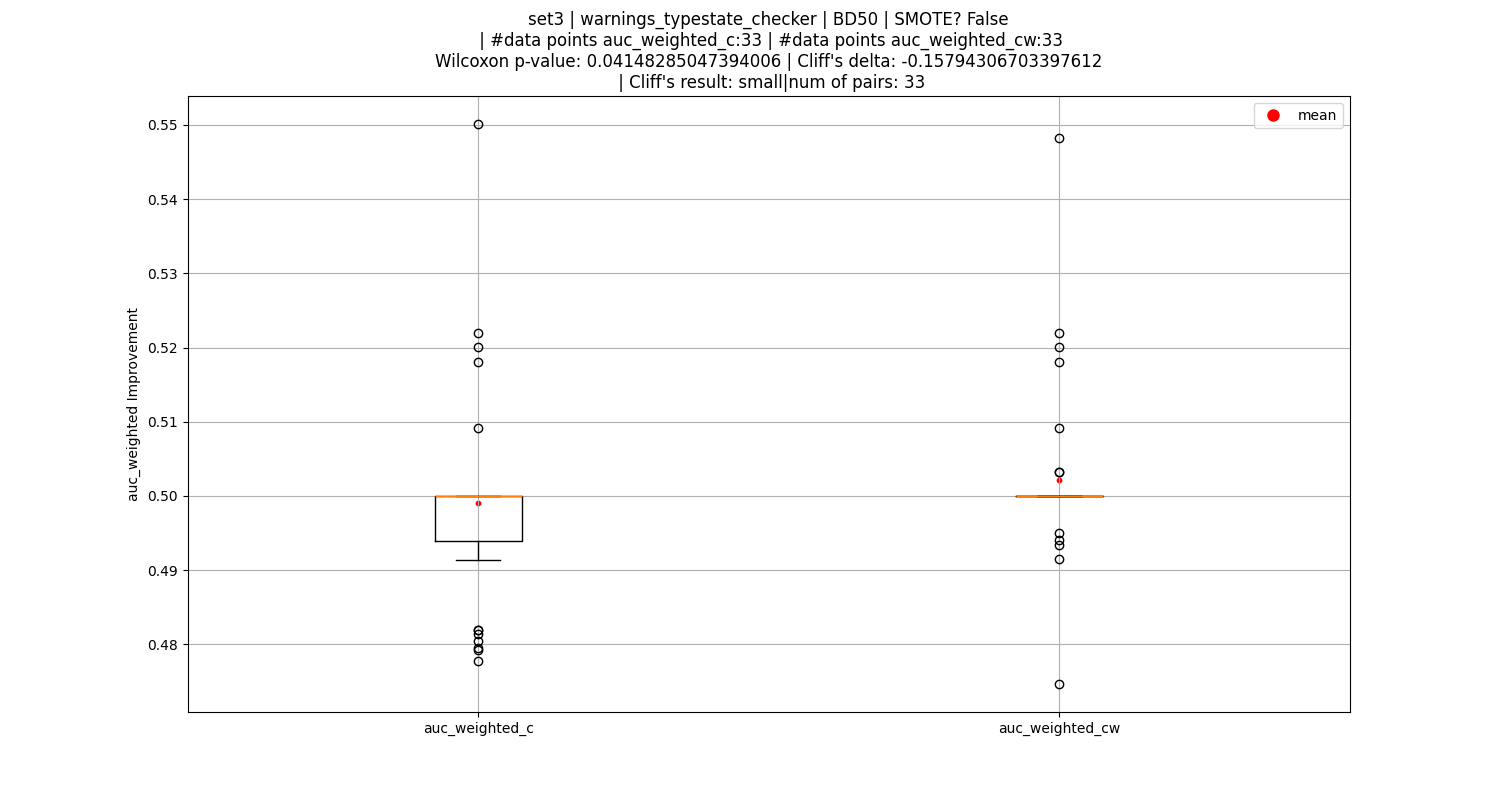 set3 | warnings_typestate_checker | BD50 | SMOTE? False
| #data points auc_weighted_c:33 | #data points auc_weighted_cw:33
Wilcoxon p-value: 0.04148285047394006 | Cliff's delta: -0.15794306703397612
| Cliff's result: small|num of pairs: 33
mean
0.55
0.54
0.53
0.52
0.51
0.50
0.49
0.48
auc_weighted Improvement
auc_weighted_c
auc_weighted_cw